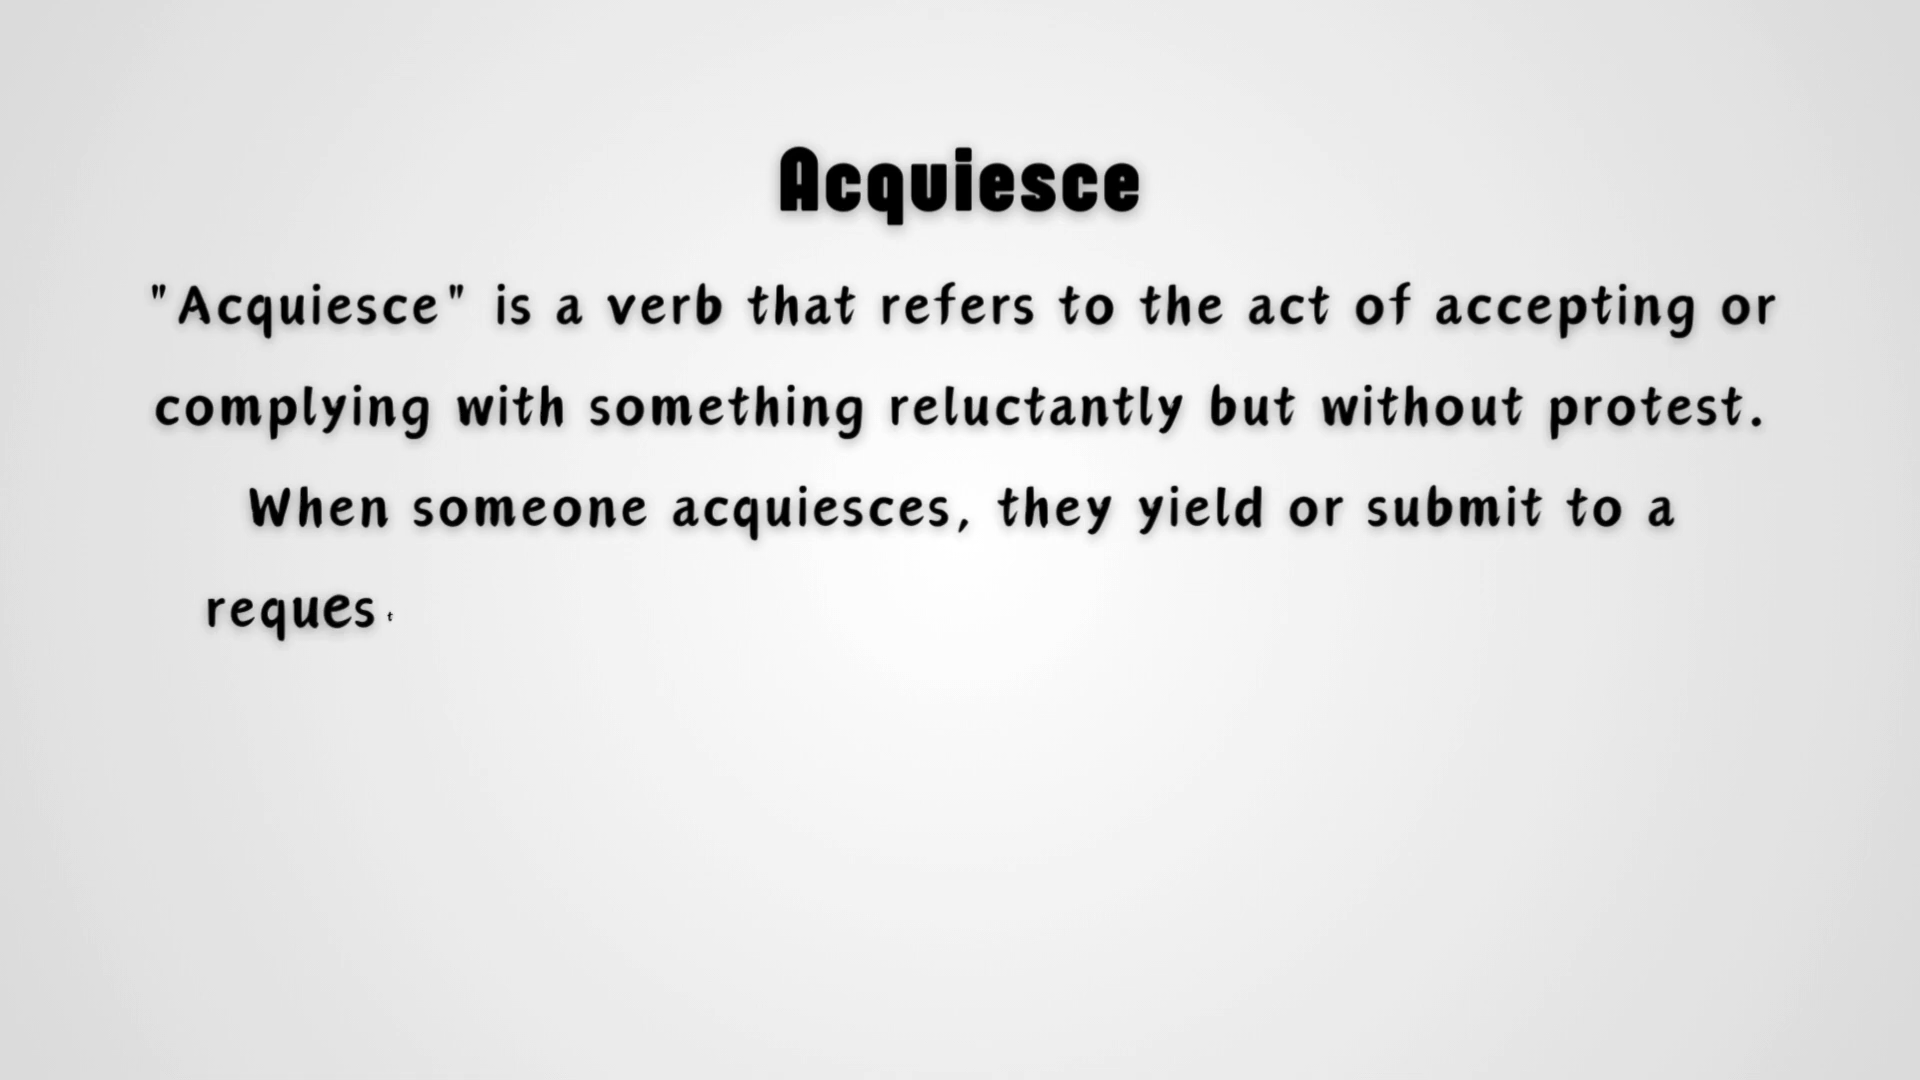 Acquiesce
"Acquiesce" is a verb that refers to the act of accepting or
complying with something reluctantly but without protest.
When someone acquiesces, they yield or submit to a
request